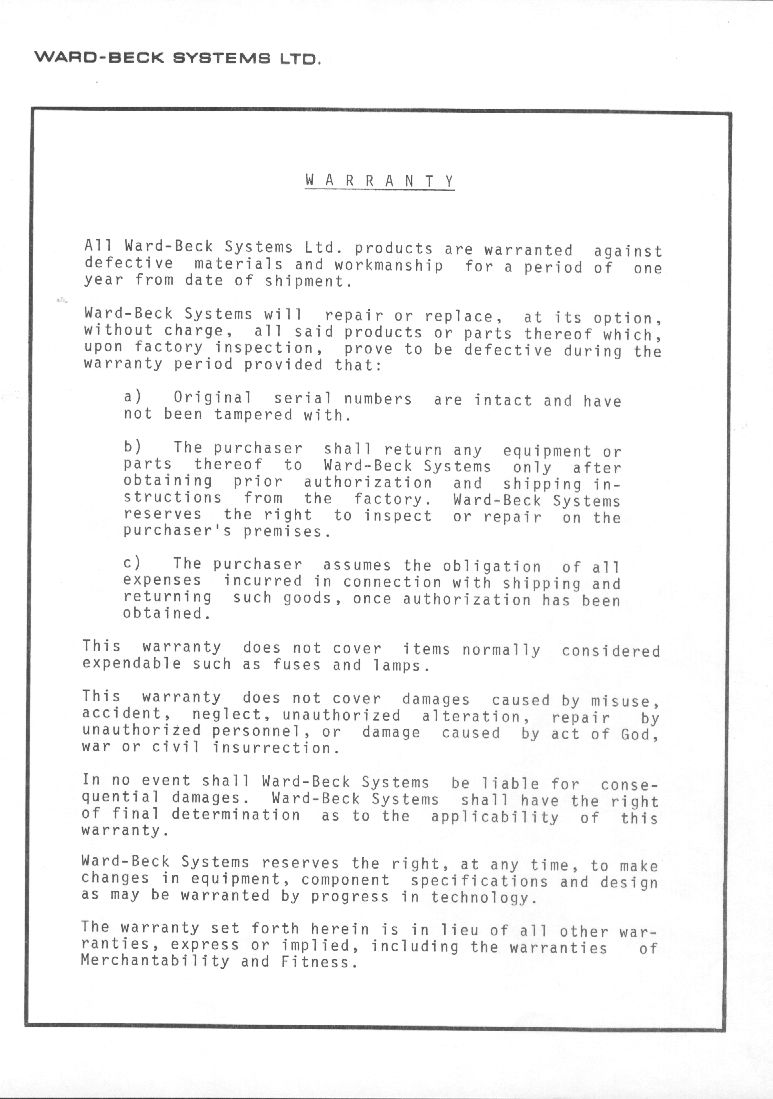 WARD-BECK SYSTEMS LTD.
WARRANTY
All Ward-Beck Systems Ltd. products are warranted against
defective materials and workmanship for a period of one
year from date of shipment.
Ward-Beck Systems will repair or replace, at its option,
without charge, all said products or parts thereof which,
upon factory inspection, prove to be defective during the
warranty period provided that:
a) Original serial numbers are intact and have
not been tampered with.
b) The purchaser shall return any equipment or
parts thereof to Ward-Beck Systems only after
obtaining prior authorization and shipping in-
structions from the factory. Ward-Beck Systems
reserves the right to inspect or repair on the
purchaser's premises.
c) The purchaser assumes the obligation of all
expenses incurred in connection with shipping and
returning such goods, once authorization has been
obtained.
This warranty does not cover items normally considered
expendable such as fuses and lamps.
This warranty does not cover damages caused by misuse,
accident, neglect, unauthorized alteration, repair by
unauthorized personnel, or damage caused by act of God,
war or civil insurrection.
In no event shall Ward-Beck Systems be liable for conse-
quential damages. Ward-Beck Systems shall have the right
of final determination as to the applicability of this
warranty.
Ward-Beck Systems reserves the right, at any time, to make
changes in equipment, component specifications and design
as may be warranted by progress in technology.
The warranty set forth herein is in lieu of all other war-
ranties, express or implied, including the warranties of
Merchantability and Fitness.